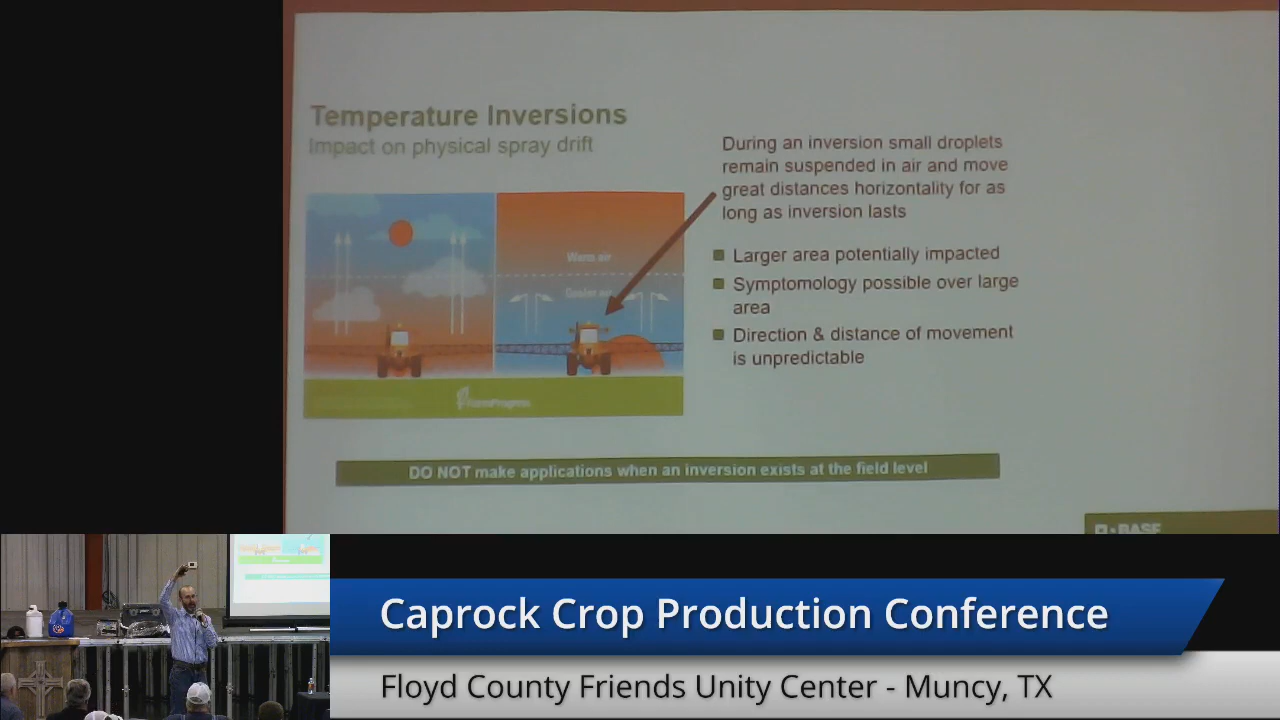 Temperature Inversions
Impact on physical spray drift
During an inversion small droplets
remain suspended in air and move
great distances horizontality for as
long as inversion lasts
Warm air
Cooler air
Larger area potentially impacted
Symptomology possible over large
area
Direction & distance of movement
is unpredictable
FarmProgress
DO NOT make applications when an inversion exists at the field level
BASF
Caprock Crop Production Conference
Floyd County Friends Unity Center - Muncy, TX